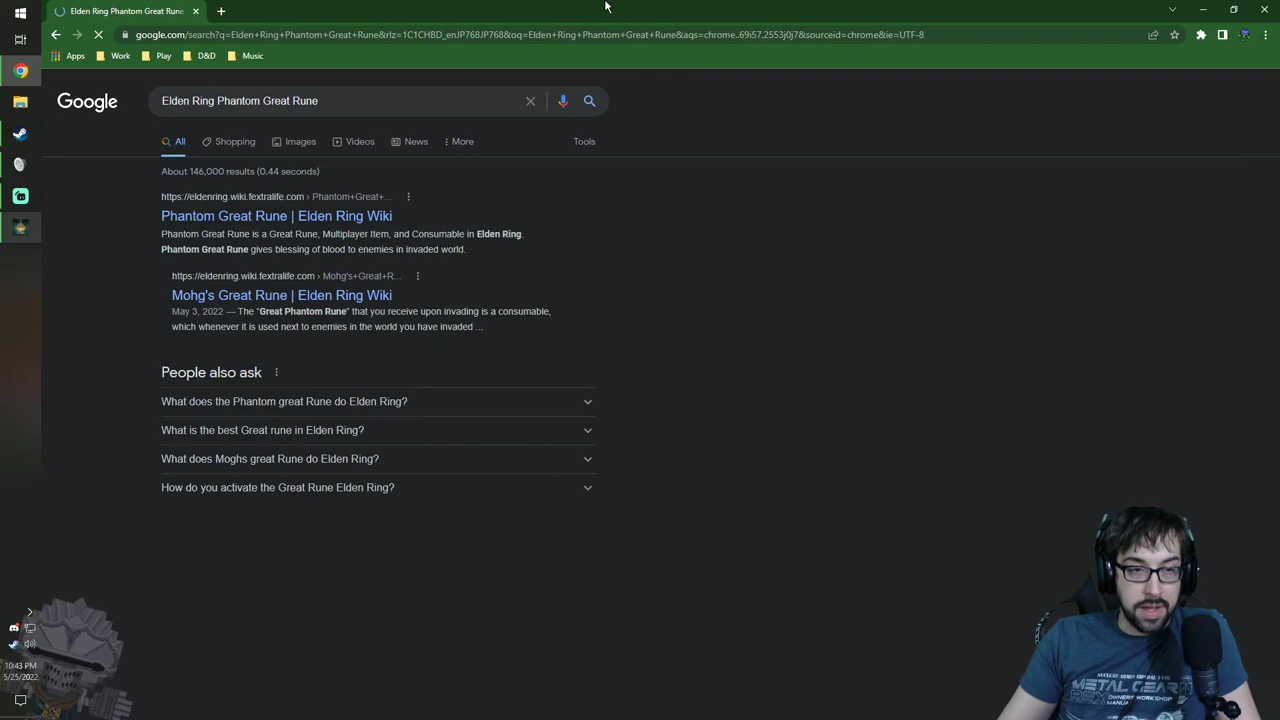 Elden Ring Phantom Great Rune
google.com/search?q=Elden+Ring+Phantom+Great+Rune&rlz=1C1CHBD_enJP768JP768&oq=Elden+Ring+Phantom+Great+Rune&aqs=chrome..69i57.2553j0j7&sourceid=chrome&ie=UTF-8
Apps Work Play D&D Music
Google
Elden Ring Phantom Great Rune
All Shopping Images Videos News More Tools
About 146,000 results (0.44 seconds)
https://eldenring.wiki.fextralife.com › Phantom+Great+...
Phantom Great Rune | Elden Ring Wiki
Phantom Great Rune is a Great Rune, Multiplayer Item, and Consumable in Elden Ring.
Phantom Great Rune gives blessing of blood to enemies in invaded world.
https://eldenring.wiki.fextralife.com › Mohg's+Great+R...
Mohg's Great Rune | Elden Ring Wiki
May 3, 2022 — The "Great Phantom Rune" that you receive upon invading is a consumable,
which whenever it is used next to enemies in the world you have invaded ...
People also ask
What does the Phantom great Rune do Elden Ring?
What is the best Great rune in Elden Ring?
What does Moghs great Rune do Elden Ring?
How do you activate the Great Rune Elden Ring?
10:43 PM
5/25/2022
METAL GEAR
REX
OWNERS WORKSHOP
MANUAL